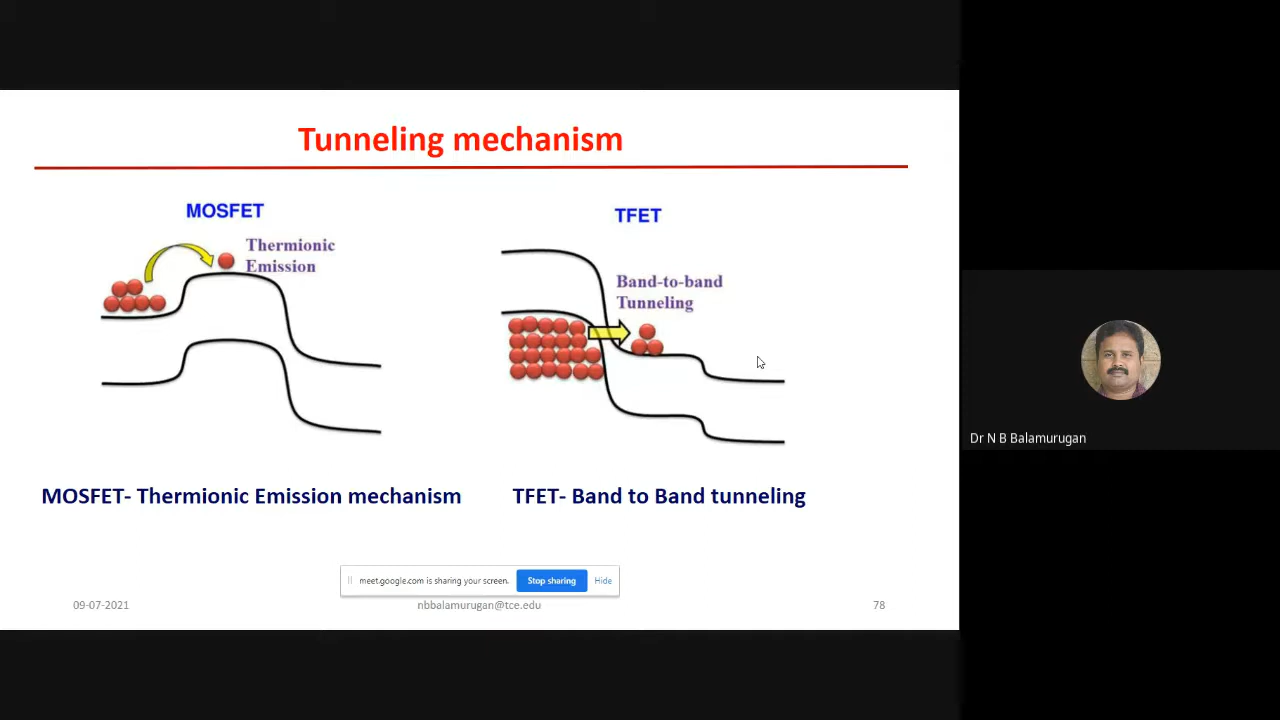 Tunneling mechanism
MOSFET
Thermionic
Emission
TFET
Band-to-band
Tunneling
MOSFET- Thermionic Emission mechanism
TFET- Band to Band tunneling
meet.google.com is sharing your screen.
Stop sharing
Hide
09-07-2021
nbbalamurugan@tce.edu
78
Dr N B Balamurugan